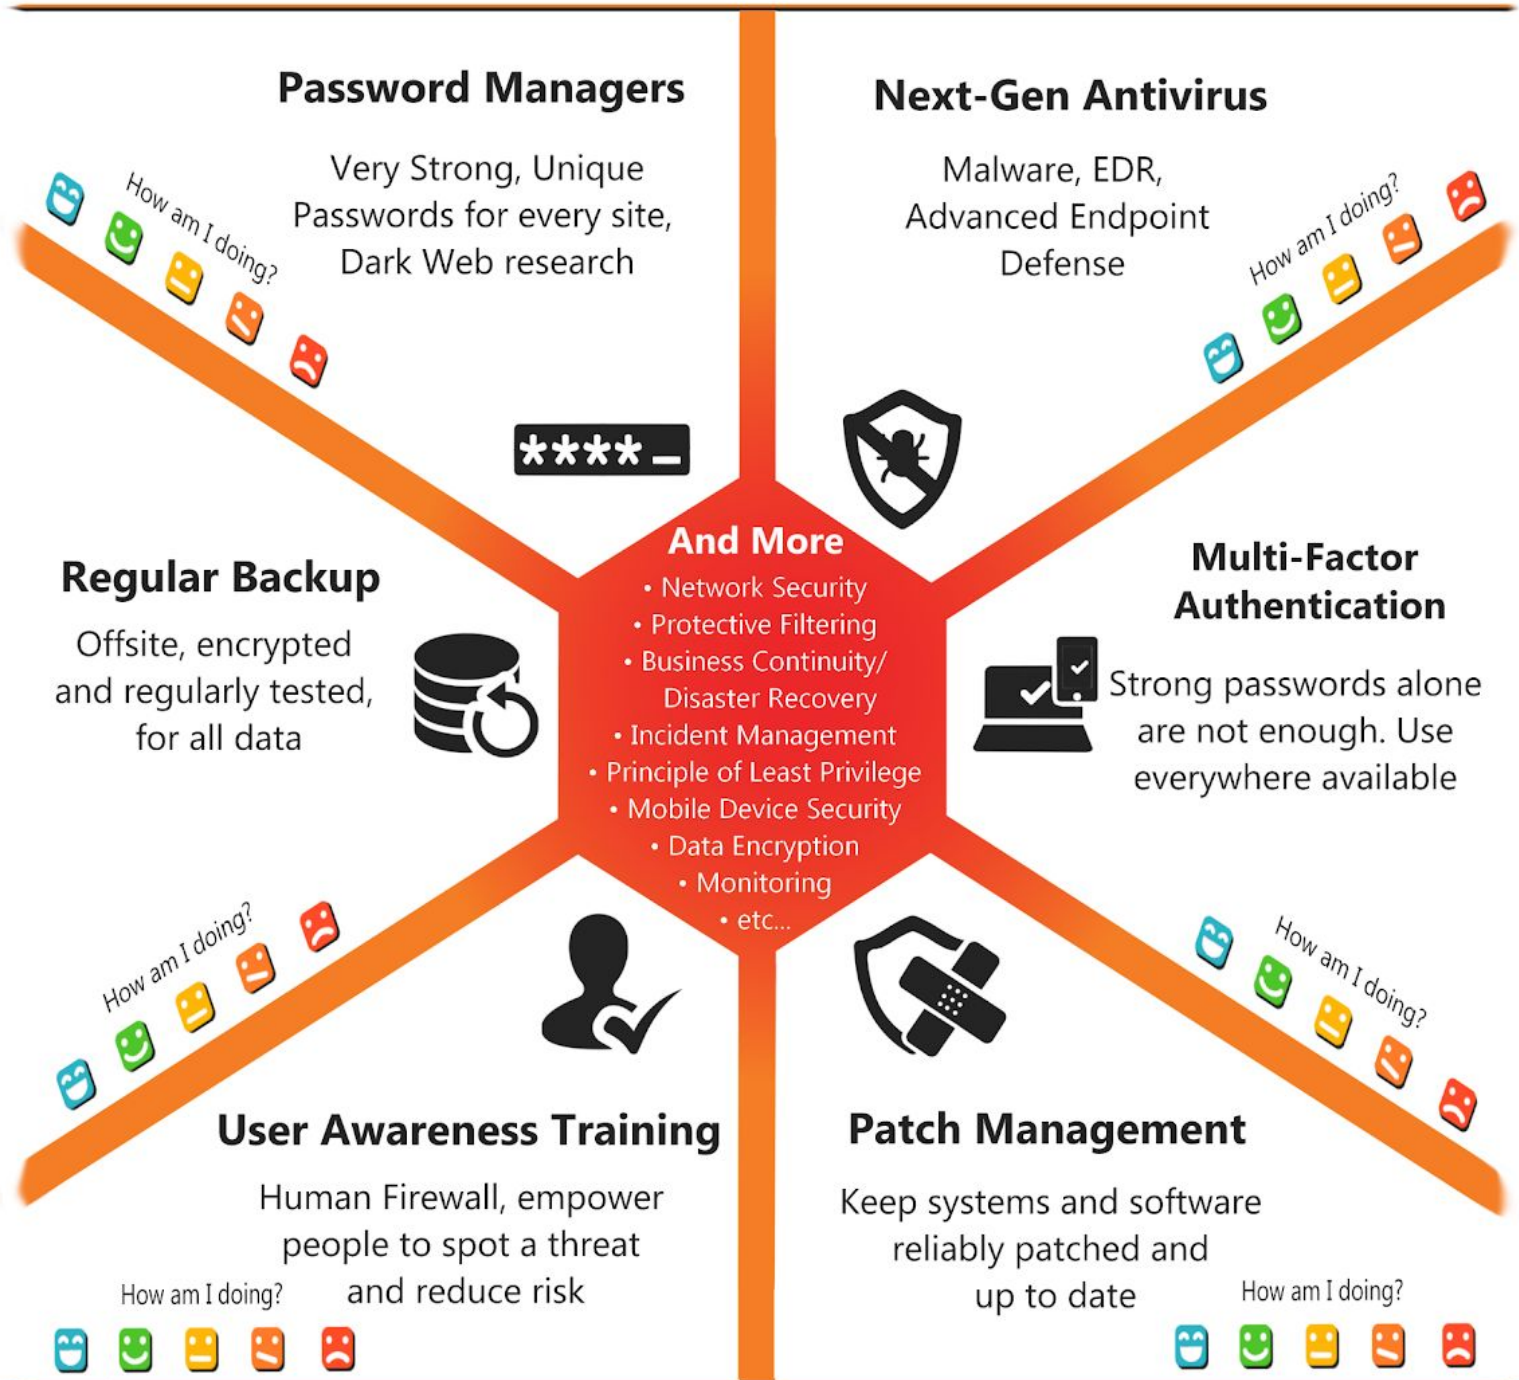 Password Managers
Very Strong, Unique
Passwords for every site,
Dark Web research
How am I doing?
****_
Next-Gen Antivirus
Malware, EDR,
Advanced Endpoint
Defense
How am I doing?
Regular Backup
Offsite, encrypted
and regularly tested,
for all data
How am I doing?
And More
• Network Security
• Protective Filtering
• Business Continuity/
Disaster Recovery
• Incident Management
• Principle of Least Privilege
• Mobile Device Security
• Data Encryption
• Monitoring
• etc...
Multi-Factor
Authentication
Strong passwords alone
are not enough. Use
everywhere available
How am I doing?
User Awareness Training
Human Firewall, empower
people to spot a threat
and reduce risk
How am I doing?
Patch Management
Keep systems and software
reliably patched and
up to date
How am I doing?